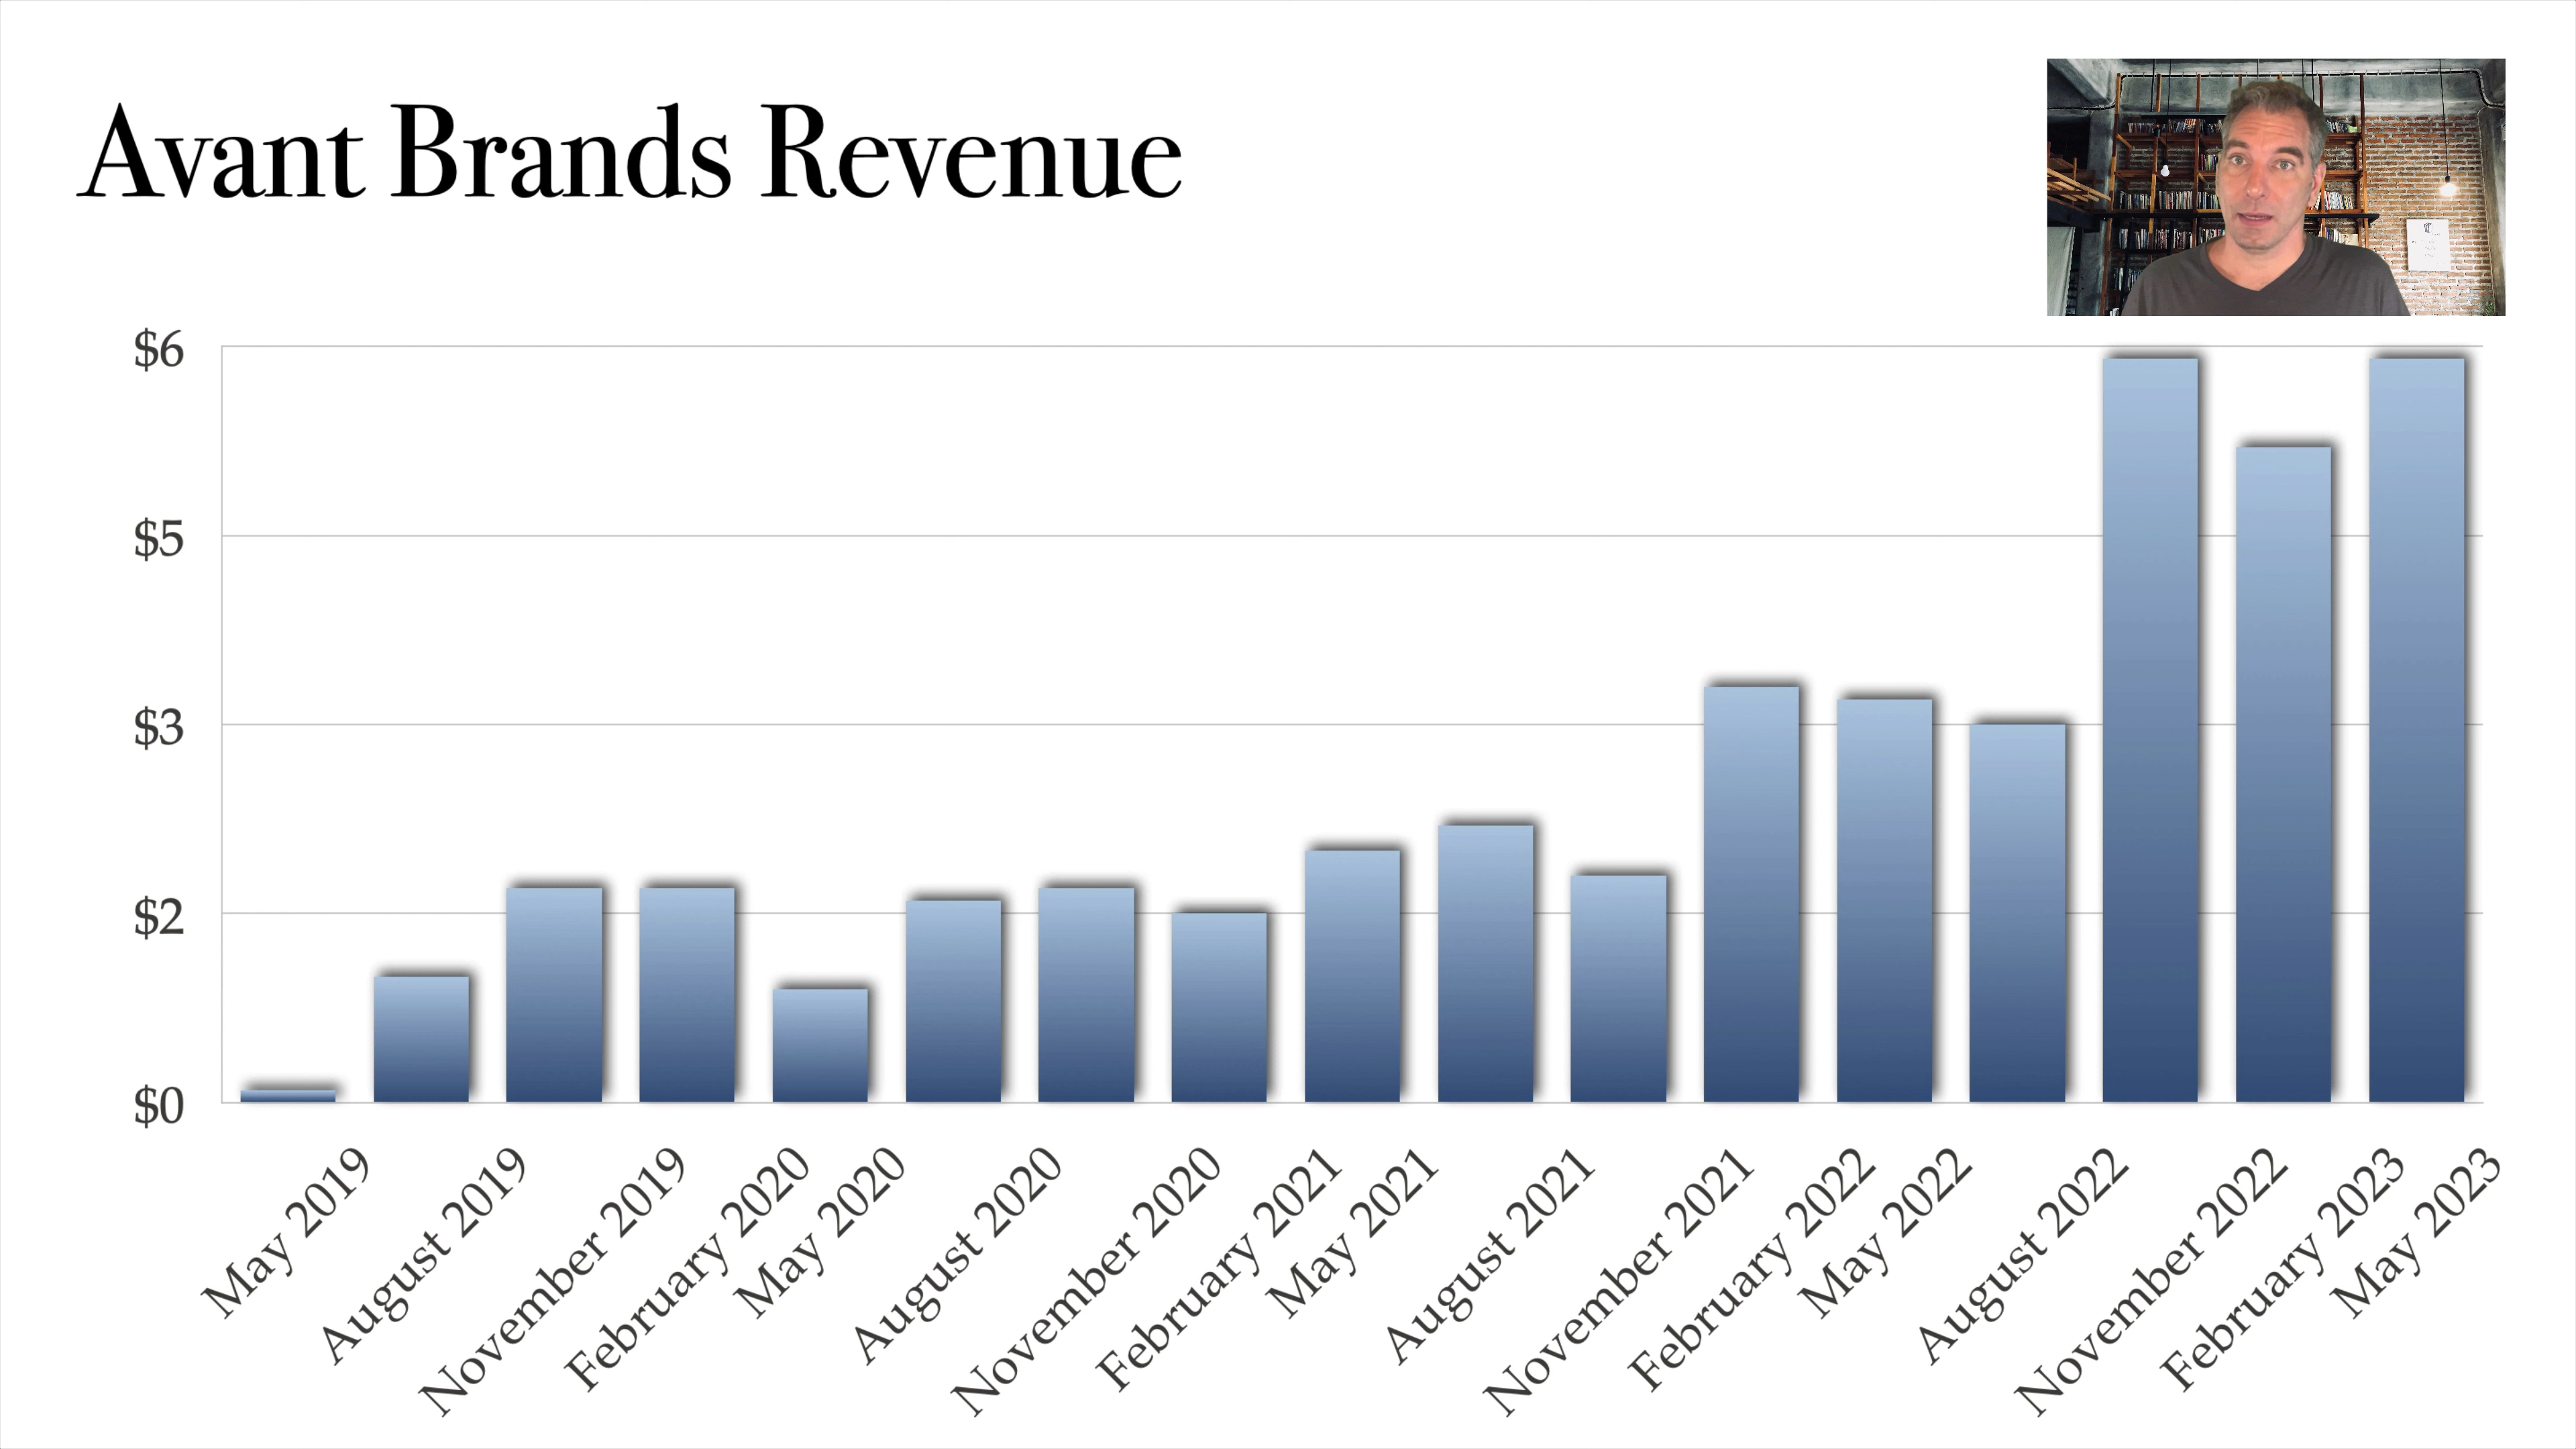 Avant Brands Revenue
$6
$5
$3
$2
$0
May 2019
August 2019
November 2019
February 2020
May 2020
August 2020
November 2020
February 2021
May 2021
August 2021
November 2021
February 2022
May 2022
August 2022
November 2022
February 2023
May 2023